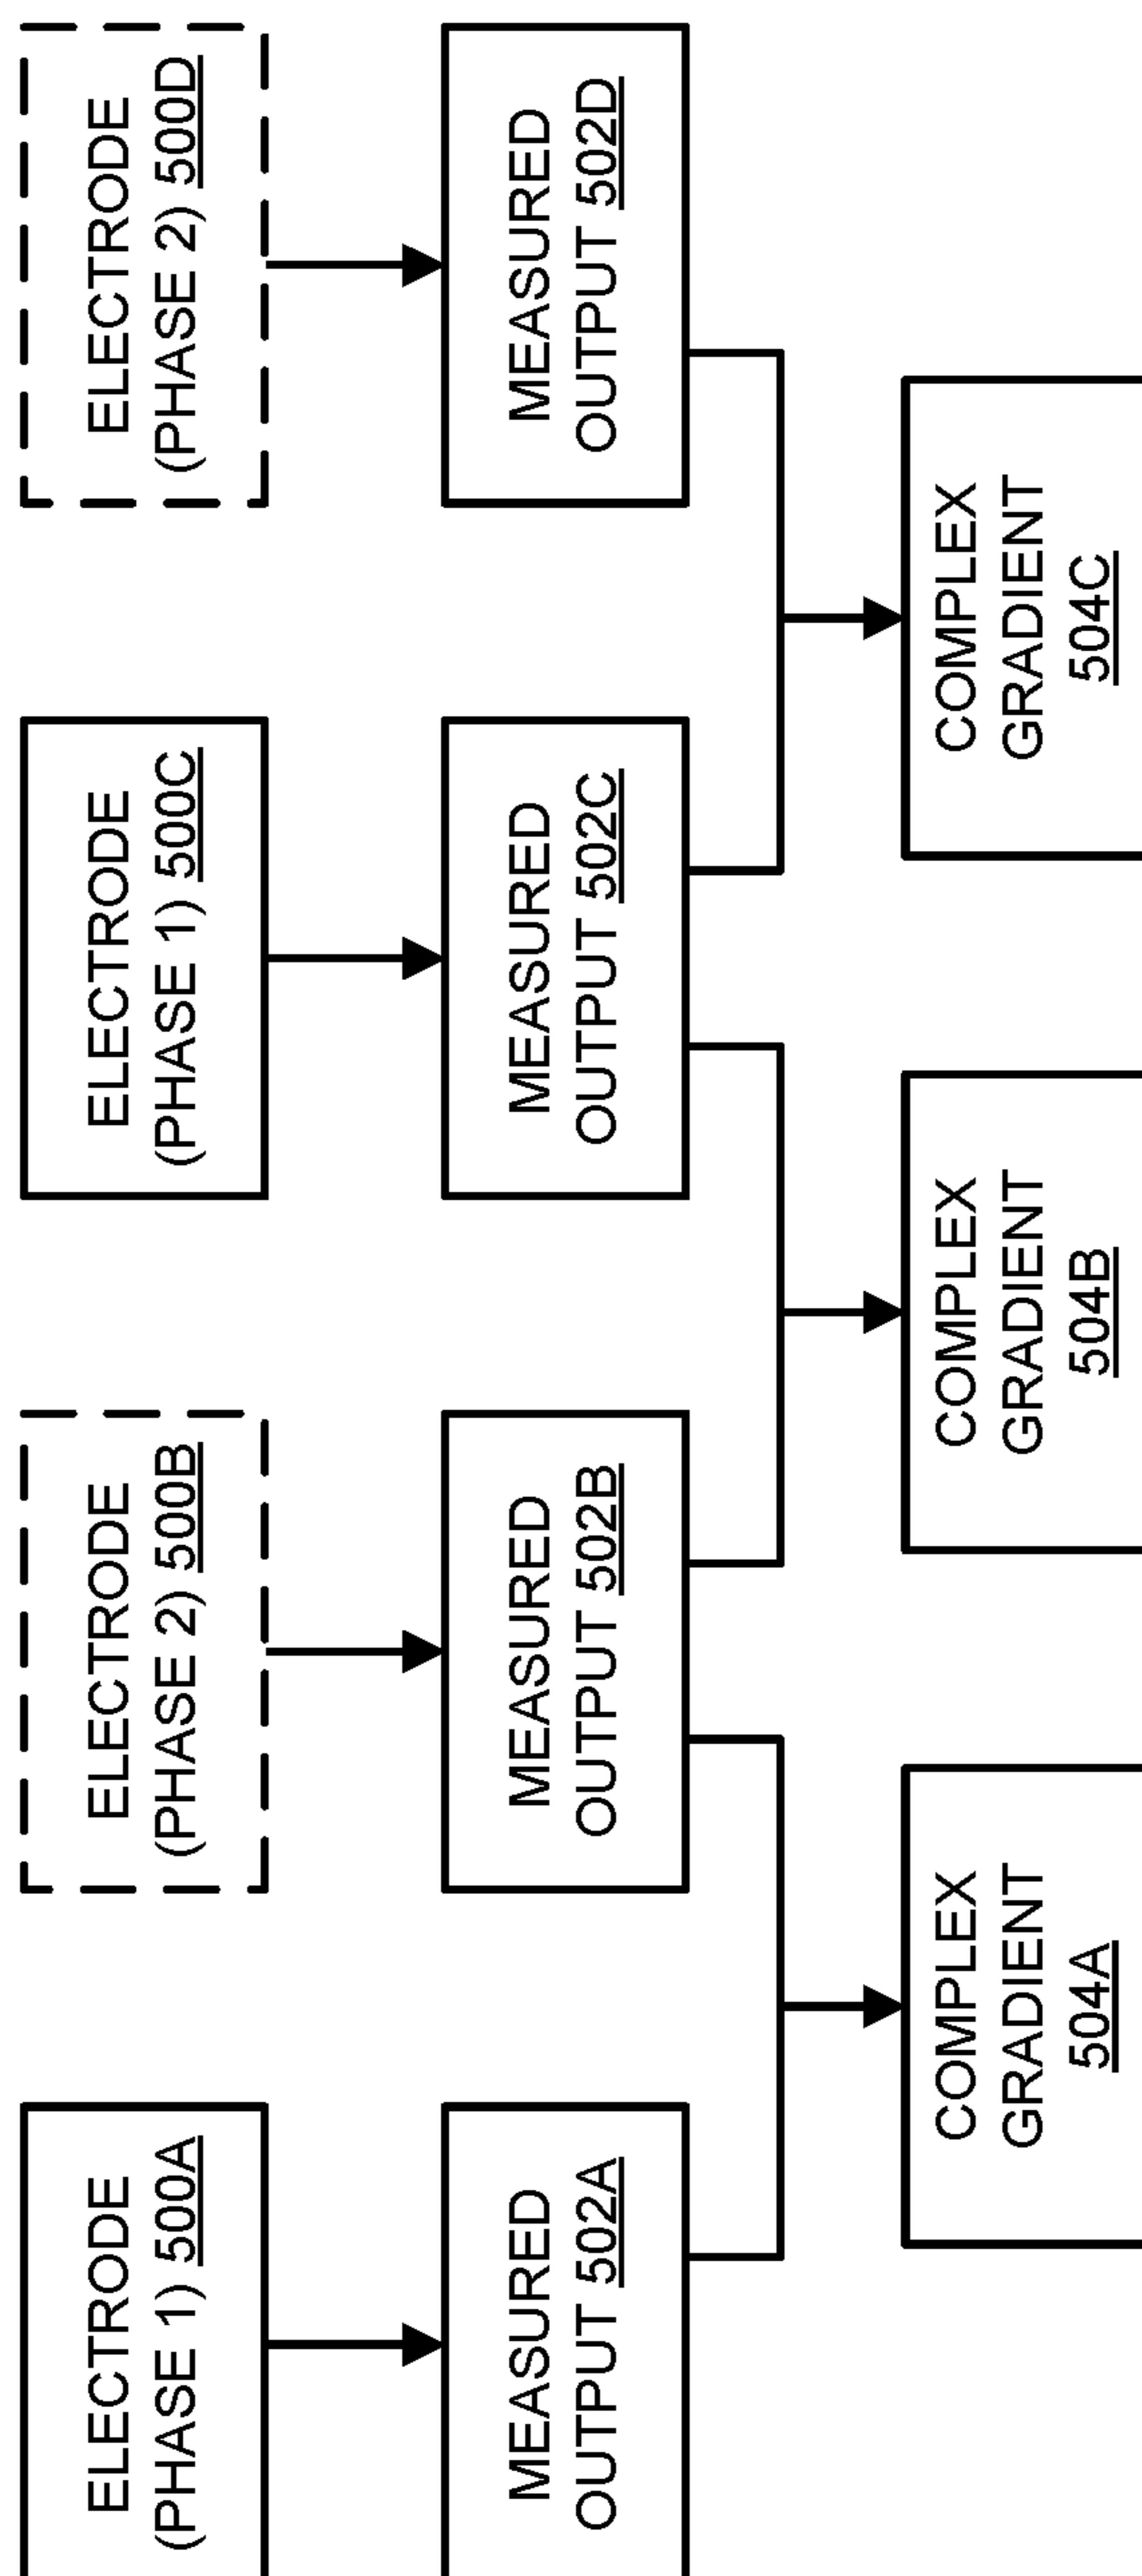 ELECTRODE
(PHASE 1) 500A
ELECTRODE
(PHASE 2) 500B
ELECTRODE
(PHASE 1) 500C
ELECTRODE
(PHASE 2) 500D
MEASURED
OUTPUT 502A
MEASURED
OUTPUT 502B
MEASURED
OUTPUT 502C
MEASURED
OUTPUT 502D
COMPLEX
GRADIENT
504A
COMPLEX
GRADIENT
504B
COMPLEX
GRADIENT
504C